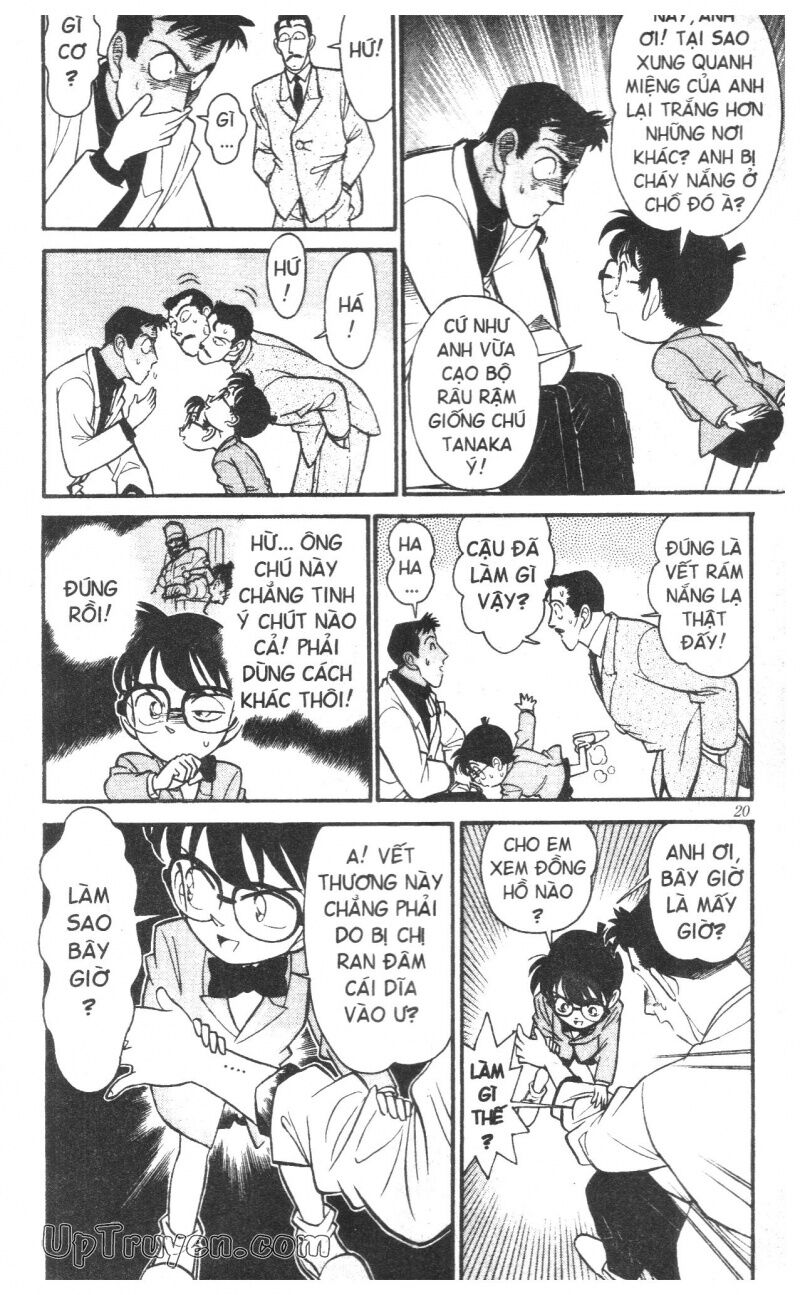 NÀY, ANH
ƠI! TẠI SAO
XUNG QUANH
MIỆNG CỦA ANH
LẠI TRẮNG HƠN
NHỮNG NƠI
KHÁC? ANH BỊ
CHÁY NẮNG Ở
CHỖ ĐÓ À?
CỨ NHƯ
ANH VỪA
CẠO BỘ
RÂU RẬM
GIỐNG CHÚ
TANAKA
Ý!
HỨ!
GÌ
...
GÌ
CƠ
?
HÁ
!
HỨ
!
ĐÚNG LÀ
VẾT RÁM
NẮNG LẠ
THẬT
ĐẤY!
CẬU ĐÃ
LÀM GÌ
VẬY?
HA
HA
...
HỪ... ÔNG
CHÚ NÀY
CHẲNG TINH
Ý CHÚT NÀO
CẢ! PHẢI
DÙNG CÁCH
KHÁC THÔI!
ĐÚNG
RỒI!
20
ANH ƠI,
BÂY GIỜ
LÀ MẤY
GIỜ?
CHO EM
XEM ĐỒNG
HỒ NÀO
?
LÀM
GÌ
THẾ
?
A! VẾT
THƯƠNG NÀY
CHẲNG PHẢI
DO BỊ CHỊ
RAN ĐÂM
CÁI DĨA
VÀO Ư?
LÀM
SAO
BÂY
GIỜ
?
UpTruyen.com